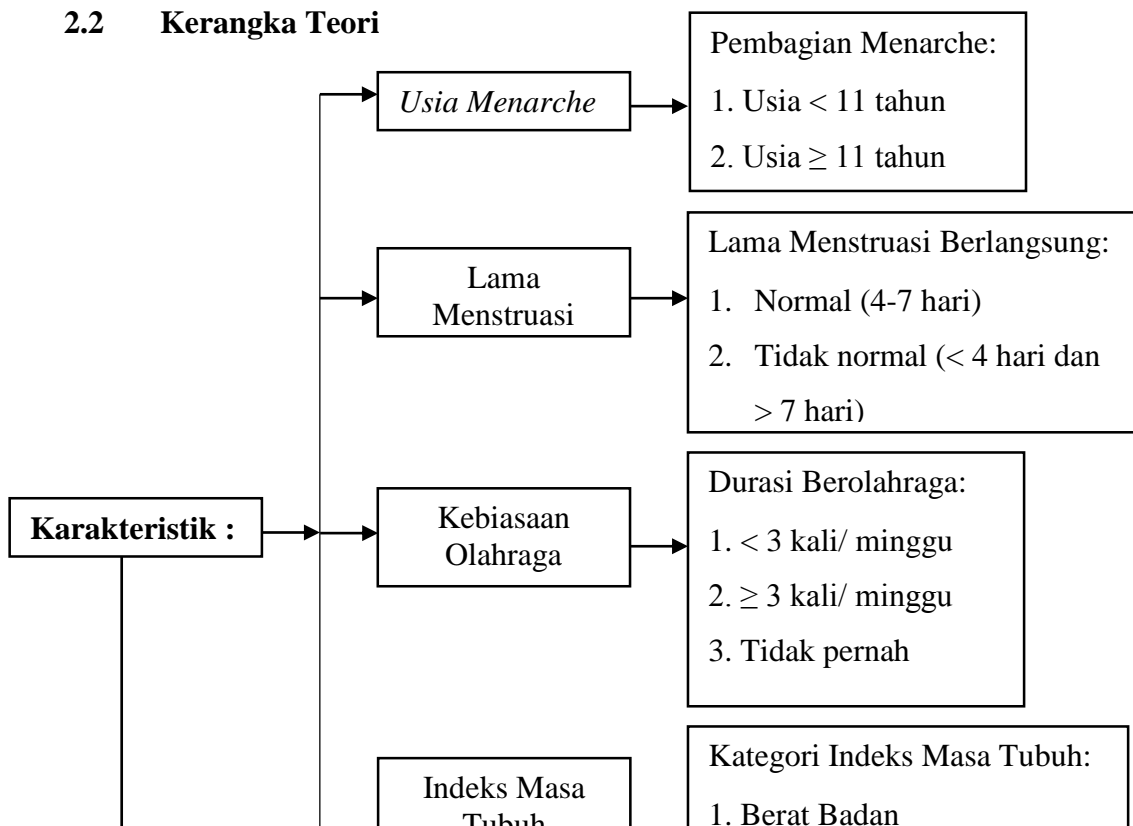 2.2 Kerangka Teori
Pembagian Menarche:
1. Usia < 11 tahun
2. Usia ≥ 11 tahun
Usia Menarche
Lama Menstruasi Berlangsung:
1. Normal (4-7 hari)
2. Tidak normal (< 4 hari dan
> 7 hari)
Lama
Menstruasi
Durasi Berolahraga:
1. < 3 kali/ minggu
2. ≥ 3 kali/ minggu
3. Tidak pernah
Kebiasaan
Olahraga
Karakteristik :
Kategori Indeks Masa Tubuh:
1. Berat Badan
Indeks Masa
Tubuh